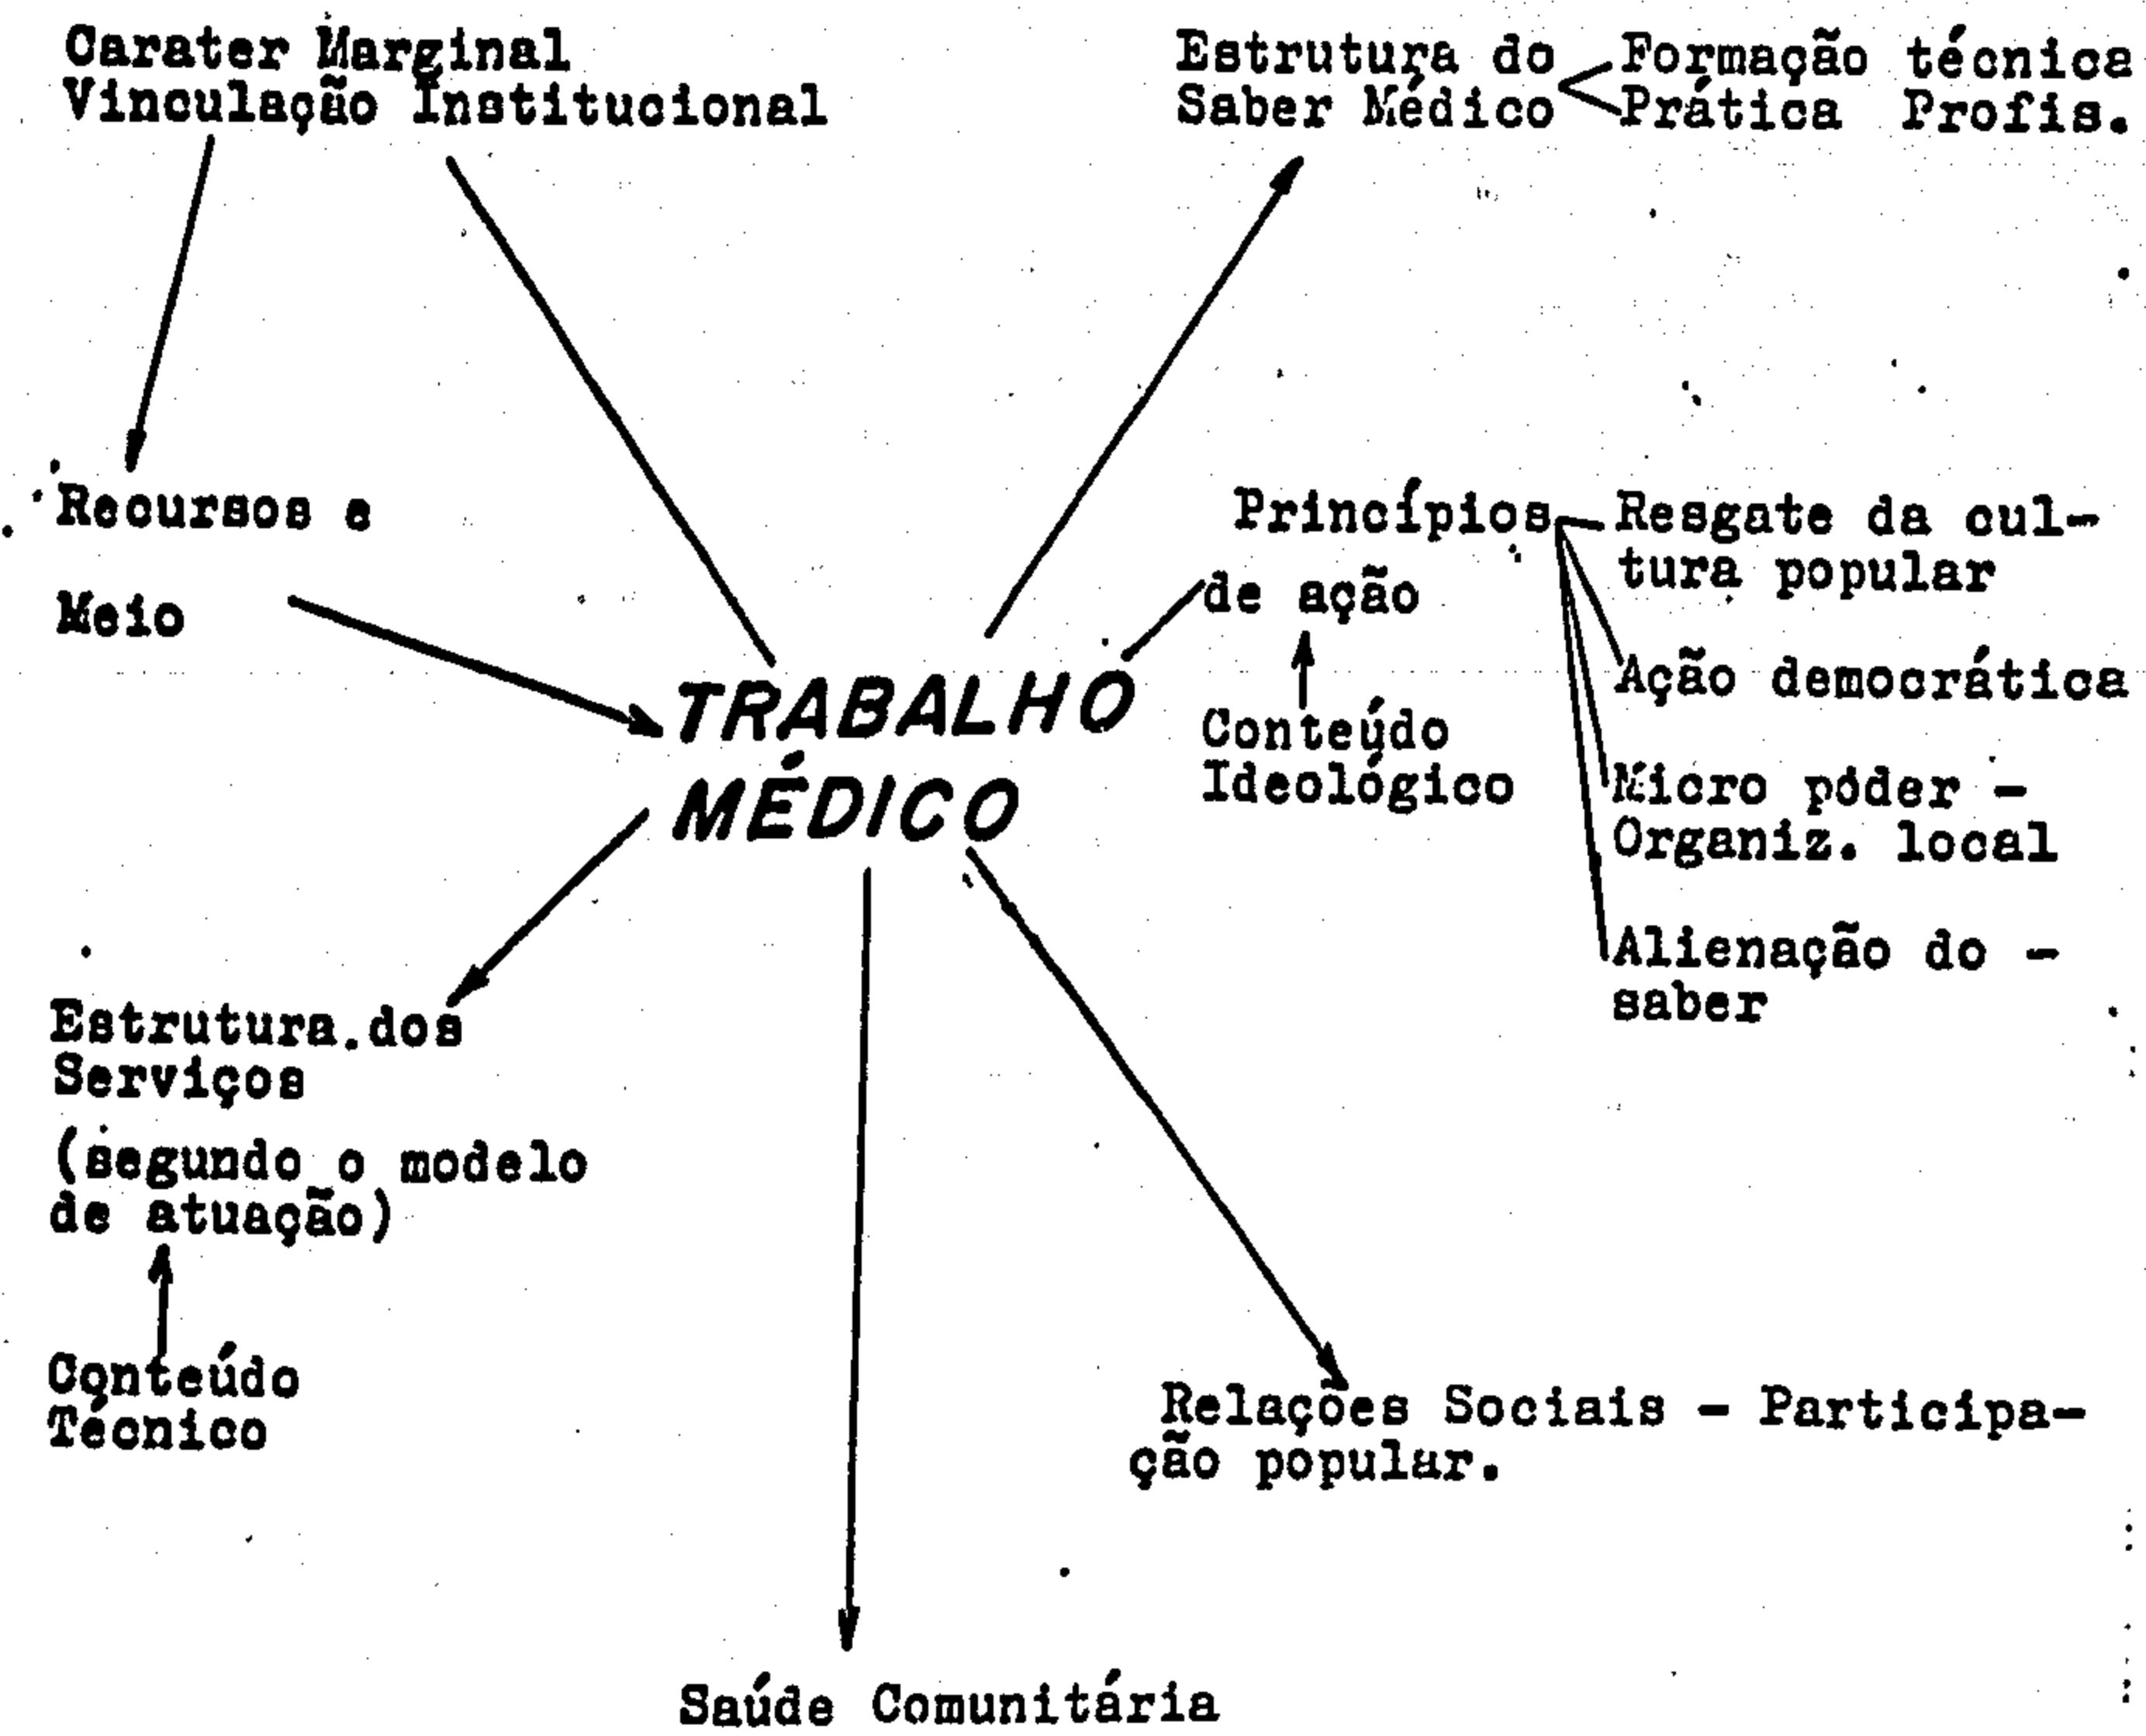 Carater Marginal
Vinculação Institucional
Estrutura do
Saber Médico
Formação técnica
Prática Profis.
Recursos e
Meio
Princípios
de ação
Resgate da cul-
tura popular
Ação democrática
Micro poder -
Organiz. local
Alienação do -
saber
Conteúdo
Ideológico
TRABALHO
MÉDICO
Estrutura dos
Serviços
(segundo o modelo
de atuação)
Conteúdo
Técnico
Relações Sociais - Participa-
ção popular.
Saúde Comunitária